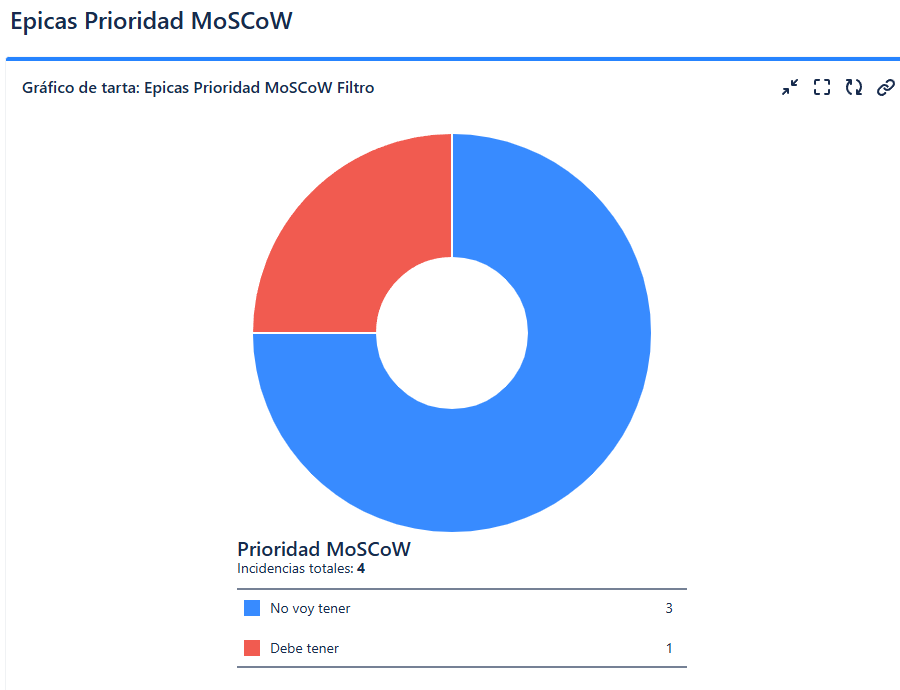 Epicas Prioridad MoSCoW
Gráfico de tarta: Epicas Prioridad MoSCoW Filtro
Prioridad MoSCoW
Incidencias totales: 4
No voy tener 3
Debe tener 1